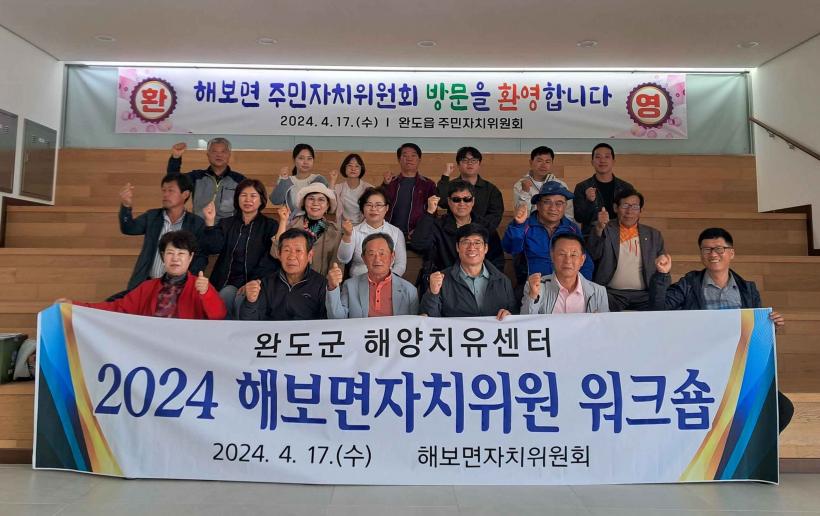 환
해보면 주민자치위원회 방문을 환영합니다
영
2024. 4. 17.(수) ㅣ 완도읍 주민자치위원회
완도군 해양치유센터
2024 해보면자치위원 워크숍
2024. 4. 17.(수) 해보면자치위원회